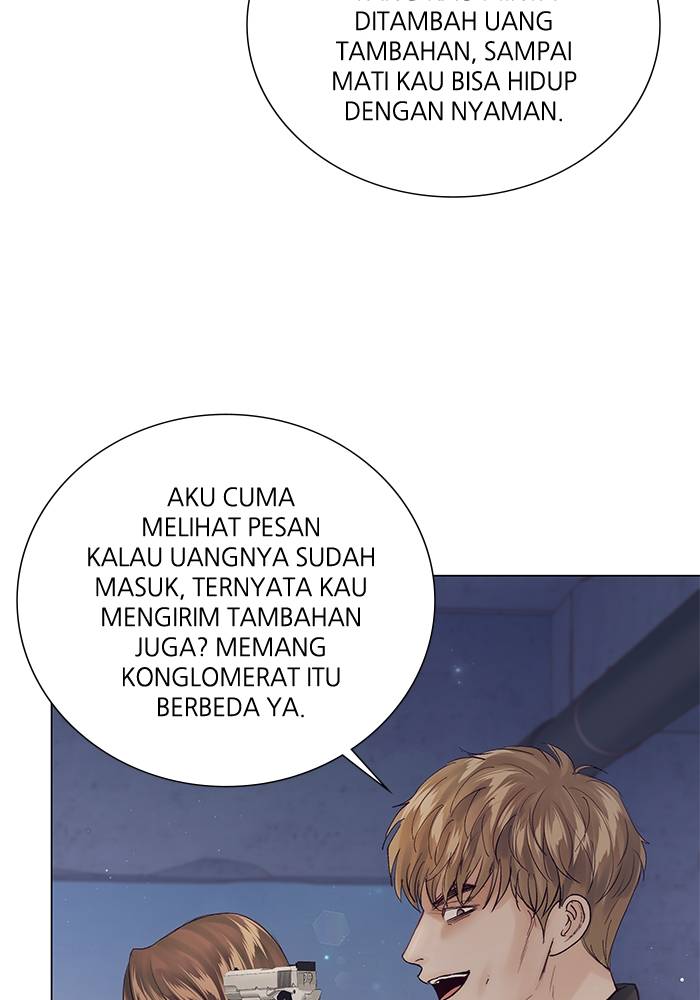 DITAMBAH UANG
TAMBAHAN, SAMPAI
MATI KAU BISA HIDUP
DENGAN NYAMAN.
AKU CUMA
MELIHAT PESAN
KALAU UANGNYA SUDAH
MASUK, TERNYATA KAU
MENGIRIM TAMBAHAN
JUGA? MEMANG
KONGLOMERAT ITU
BERBEDA YA.